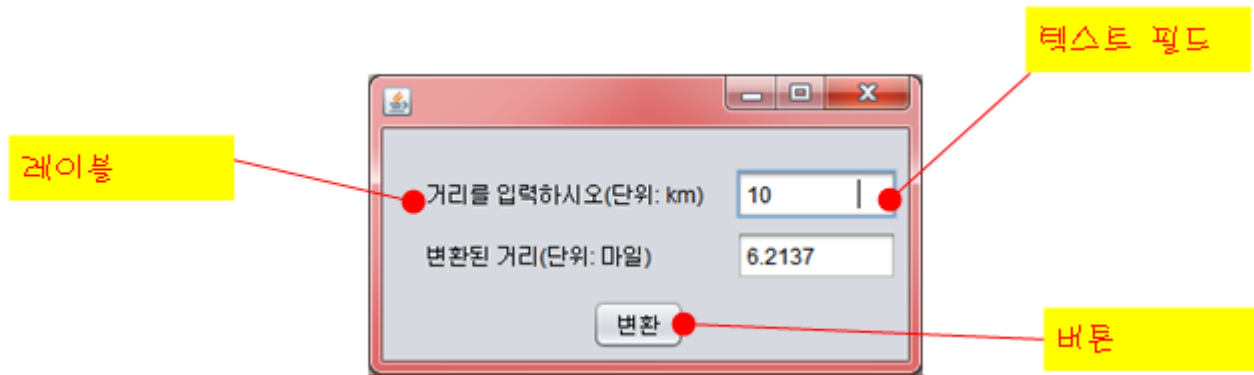 텍스트 필드
레이블
거리를 입력하시오(단위: km)
10
변환된 거리(단위: 마일)
6.2137
변환
버튼